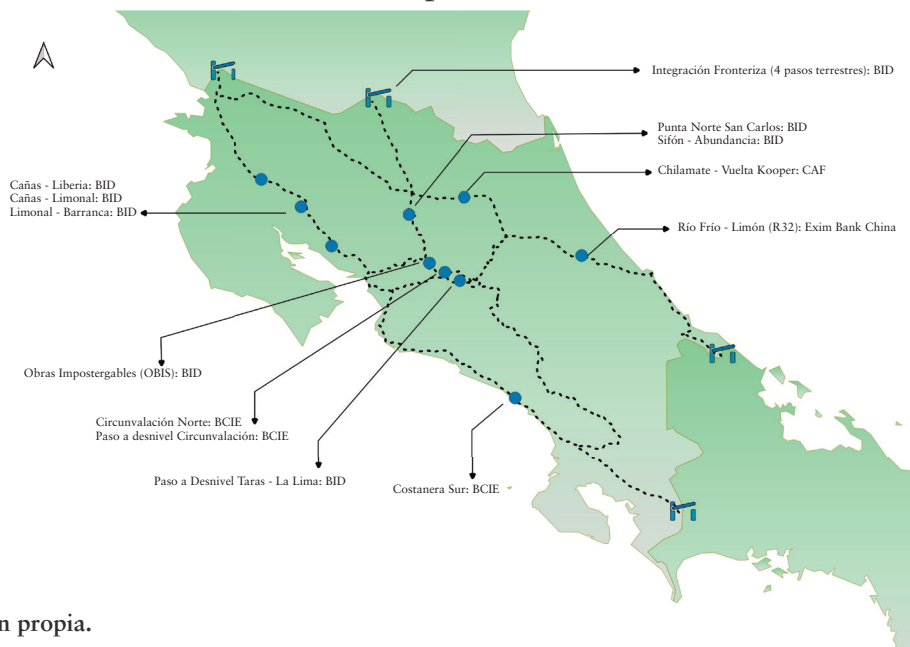 Integración Fronteriza (4 pasos terrestres): BID
Punta Norte San Carlos: BID
Sifón - Abundancia: BID
Chilamate - Vuelta Kooper: CAF
Cañas - Liberia: BID
Cañas - Limonal: BID
Limonal - Barranca: BID
Río Frío - Limón (R32): Exim Bank China
Obras Impostergables (OBIS): BID
Circunvalación Norte: BCIE
Paso a desnivel Circunvalación: BCIE
Paso a Desnivel Taras - La Lima: BID
Costanera Sur: BCIE
n propia.